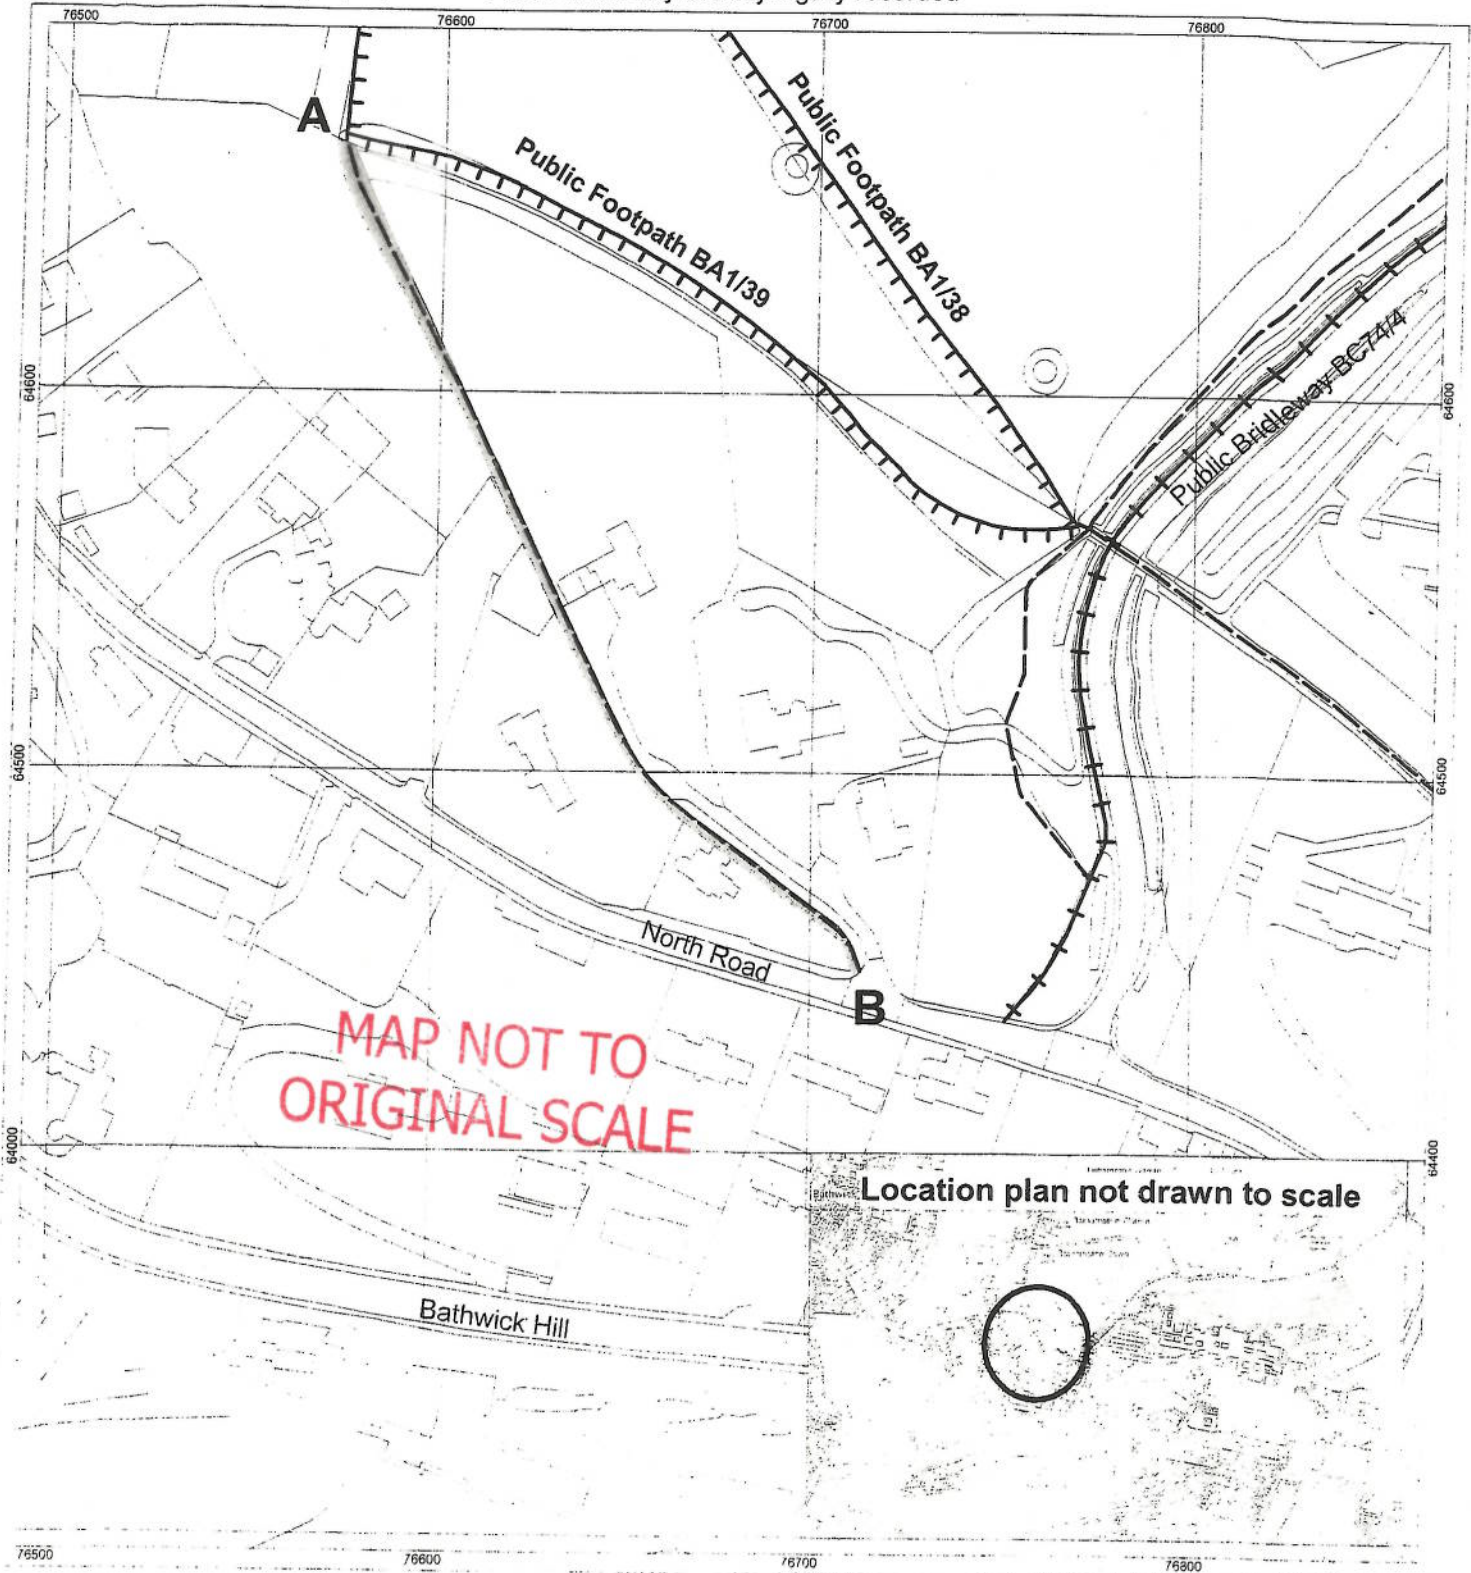 76500
76600
76700
76800
A
Public Footpath BA1/39
Public Footpath BA1/38
Public Bridleway BC74/4
64600
64600
64500
64500
North Road
B
MAP NOT TO
ORIGINAL SCALE
64000
64400
Location plan not drawn to scale
Bathwick Hill
76500
76600
76700
76800